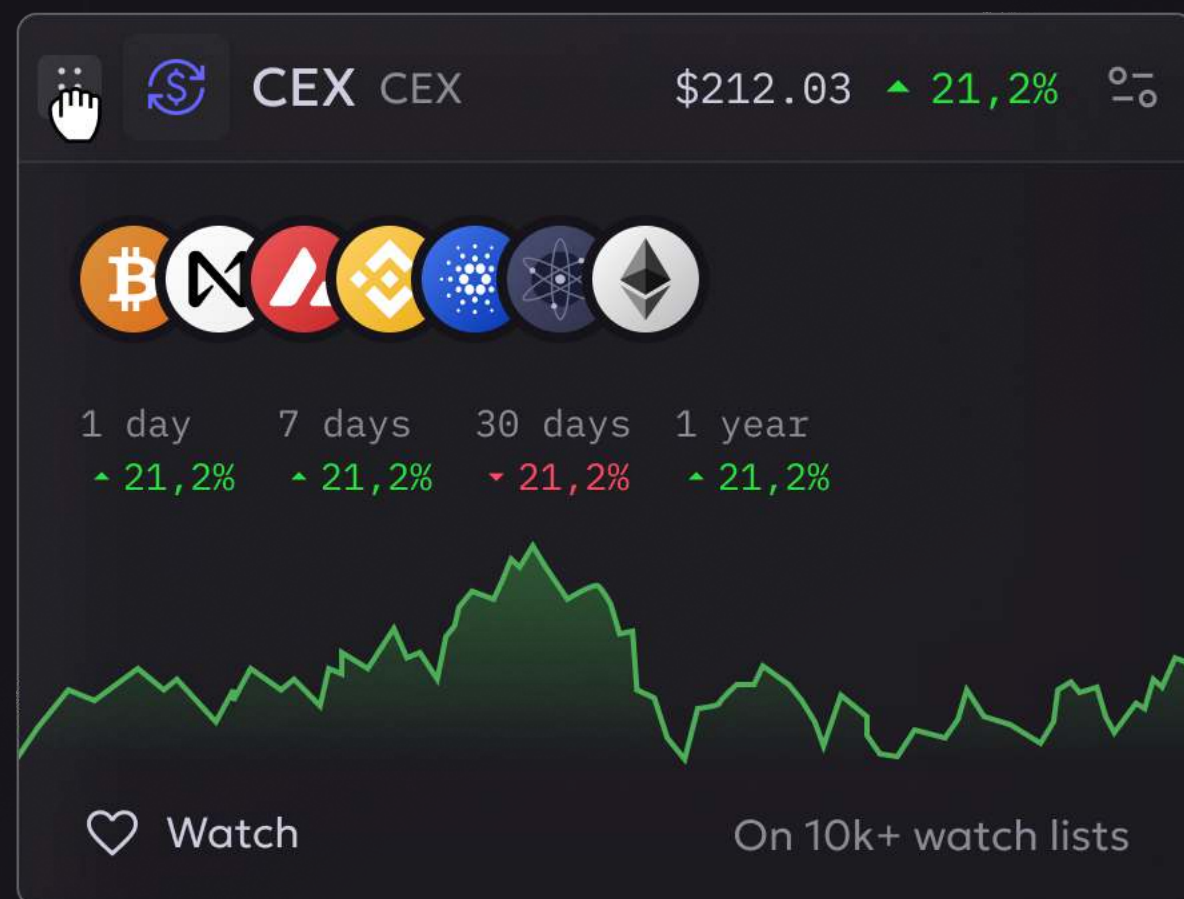 CEX CEX $212.03 21,2%
1 day 7 days 30 days 1 year
21,2% 21,2% 21,2% 21,2%
Watch On 10k+ watch lists